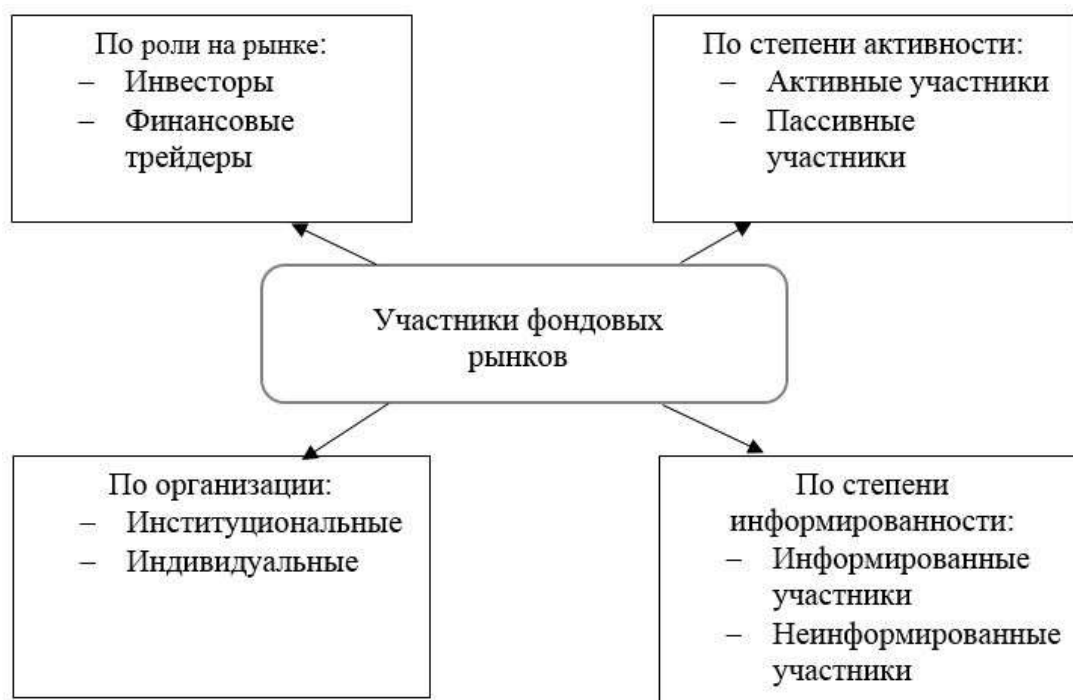 По роли на рынке:
– Инвесторы
– Финансовые
трейдеры
По степени активности:
– Активные участники
– Пассивные
участники
Участники фондовых
рынков
По организации:
– Институциональные
– Индивидуальные
По степени
информированности:
– Информированные
участники
– Неинформированные
участники